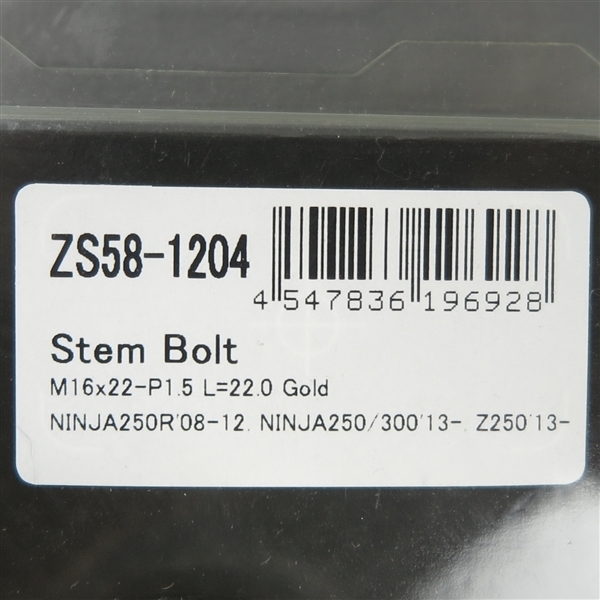 ZS58-1204
4 547836 196928
Stem Bolt
M16x22-P1.5 L=22.0 Gold
NINJA250R'08-12, NINJA250/300'13-, Z250'13-